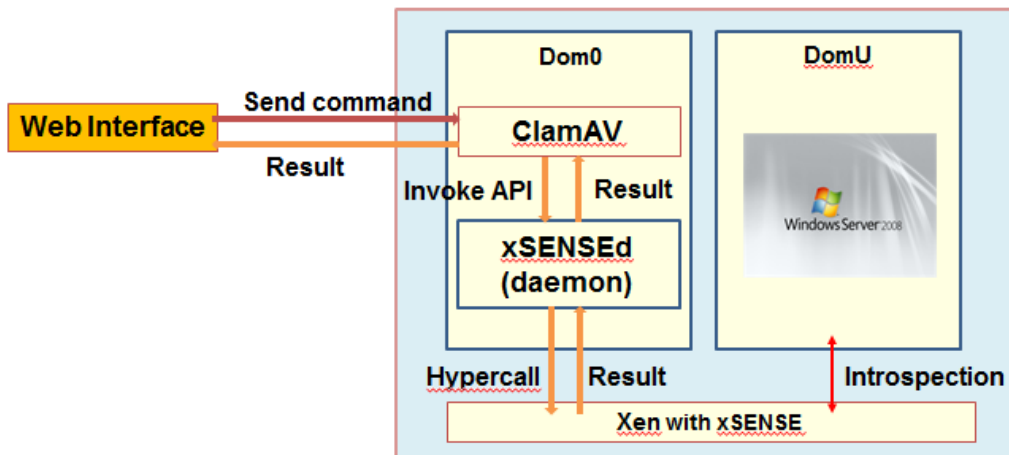 Dom0
DomU
Web Interface
Send command
Result
ClamAV
Invoke API
Result
xSENSEd
(daemon)
Windows Server 2008
Hypercall
Result
Introspection
Xen with xSENSE